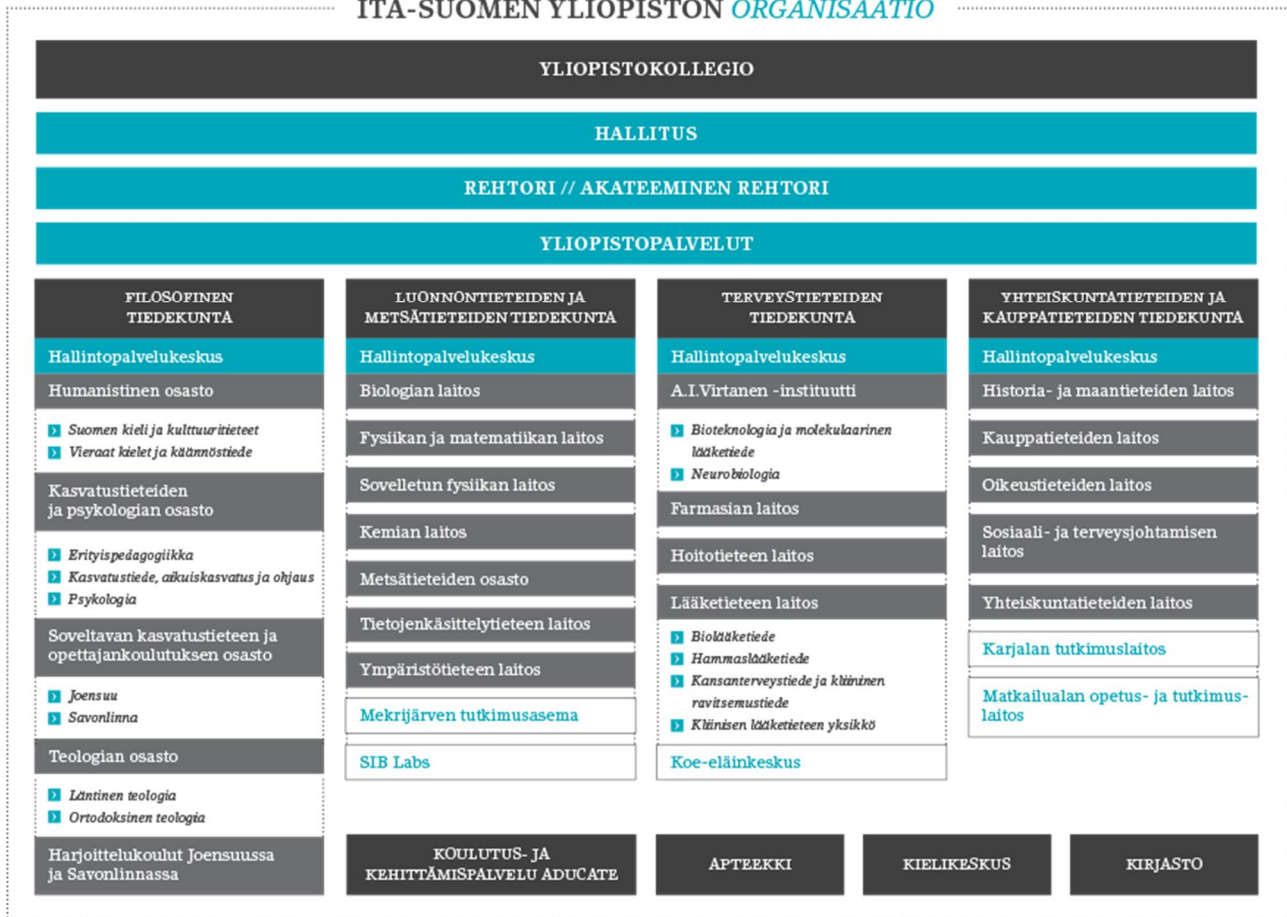 ITÄ-SUOMEN YLIOPISTON ORGANISAATIO
YLIOPISTOKOLLEGIO
HALLITUS
REHTORI // AKATEEMINEN REHTORI
YLIOPISTOPALVELUT
FILOSOFINEN
TIEDEKUNTA
Hallintopalvelukeskus
Humanistinen osasto
Suomen kieli ja kulttuuritieteet
Vieraat kielet ja käännöstiede
Kasvatustieteiden
ja psykologian osasto
Erityispedagogiikka
Kasvatustiede, aikuiskasvatus ja ohjaus
Psykologia
Soveltavan kasvatustieteen ja
opettajankoulutuksen osasto
Joensuu
Savonlinna
Teologian osasto
Läntinen teologia
Ortodoksinen teologia
Harjoittelukoulut Joensuussa
ja Savonlinnassa
LUONNONTIETEIDEN JA
METSÄTIETEIDEN TIEDEKUNTA
Hallintopalvelukeskus
Biologian laitos
Fysiikan ja matematiikan laitos
Sovelletun fysiikan laitos
Kemian laitos
Metsätieteiden osasto
Tietojenkäsittelytieteen laitos
Ympäristötieteen laitos
Mekrijärven tutkimusasema
SIB Labs
TERVEYSTIETEIDEN
TIEDEKUNTA
Hallintopalvelukeskus
A.I.Virtanen -instituutti
Bioteknologia ja molekulaarinen
lääketiede
Neurobiologia
Farmasian laitos
Hoitotieteen laitos
Lääketieteen laitos
Biolääketiede
Hammaslääketiede
Kansanterveystiede ja kliininen
ravitsemustiede
Kliinisen lääketieteen yksikkö
Koe-eläinkeskus
YHTEISKUNTATIETEIDEN JA
KAUPPATIETEIDEN TIEDEKUNTA
Hallintopalvelukeskus
Historia- ja maantieteiden laitos
Kauppatieteiden laitos
Oikeustieteiden laitos
Sosiaali- ja terveysjohtamisen
laitos
Yhteiskuntatieteiden laitos
Karjalan tutkimuslaitos
Matkailualan opetus- ja tutkimus-
laitos
KOULUTUS- JA
KEHITTÄMISPALVELU ADUCATE
APTEEKKI
KIELIKESKUS
KIRJASTO